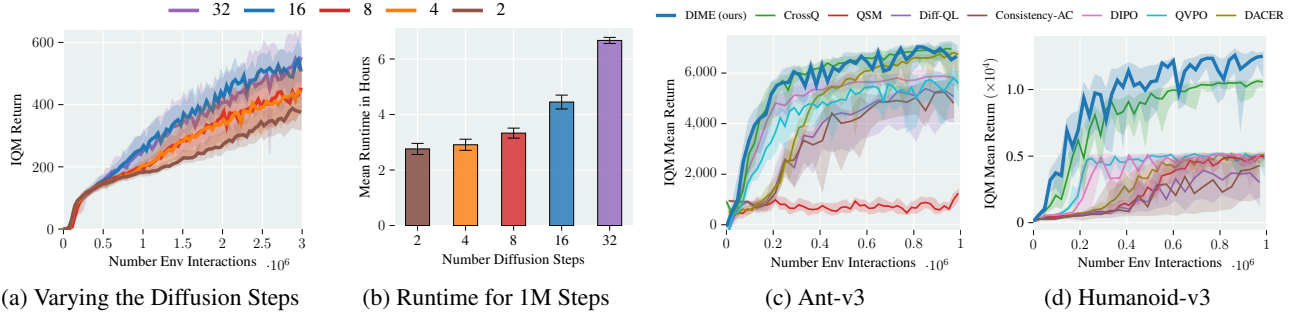 32 16 8 4 2
IQM Return
600
400
200
0
0 0.5 1 1.5 2 2.5 3
Number Env Interactions ·10⁶
(a) Varying the Diffusion Steps
Mean Runtime in Hours
6
4
2
0
2 4 8 16 32
Number Diffusion Steps
(b) Runtime for 1M Steps
DIME (ours) CrossQ QSM Diff-QL Consistency-AC DIPO QVPO DACER
IQM Mean Return
6,000
4,000
2,000
0
0 0.2 0.4 0.6 0.8 1
Number Env Interactions ·10⁶
(c) Ant-v3
IQM Mean Return (×10⁴)
1.0
0.5
0
0 0.2 0.4 0.6 0.8 1
Number Env Interactions ·10⁶
(d) Humanoid-v3